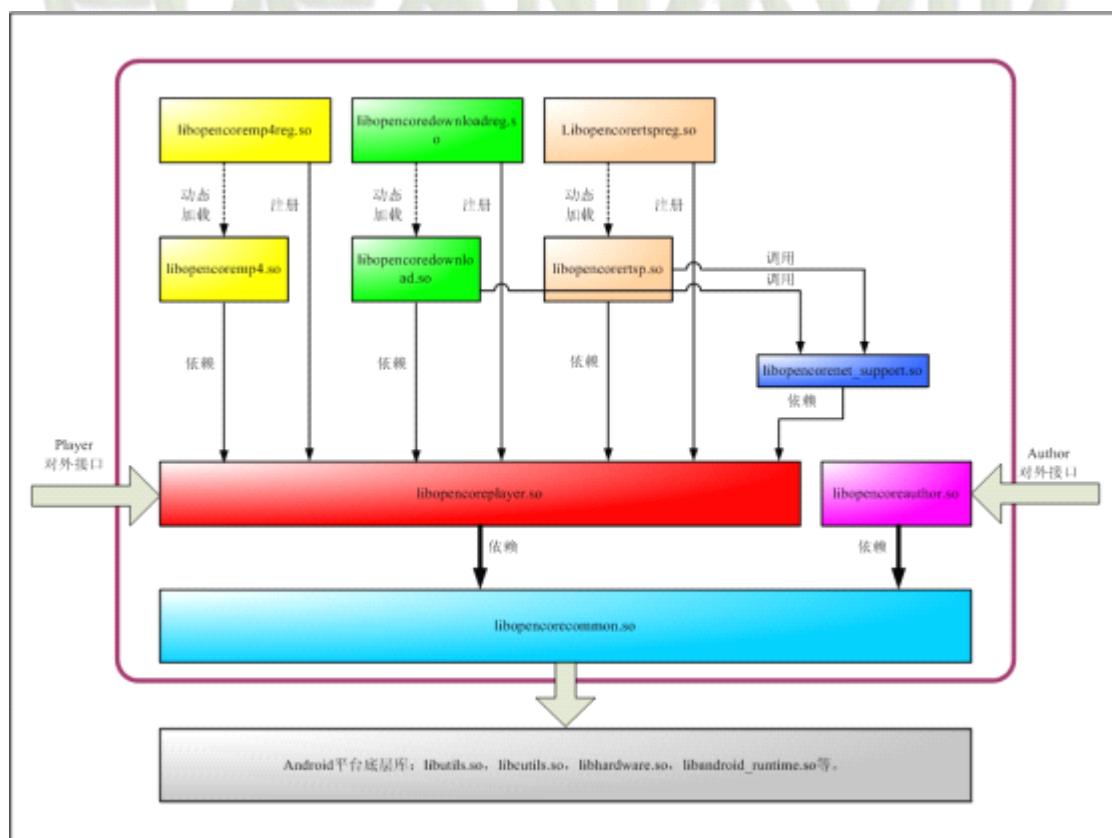 libopencoremp4reg.so
libopencoredownloadreg.s
o
Libopencorertspreg.so
动态
加载
注册
动态
加载
注册
动态
加载
注册
libopencoremp4.so
libopencoredownlo
ad.so
libopencorertsp.so
调用
调用
依赖
依赖
依赖
libopencorenet_support.so
依赖
Player
对外接口
libopencoreplayer.so
libopencoreauthor.so
Author
对外接口
依赖
依赖
libopencorecommon.so
Android平台底层库：libutils.so，libcutils.so，libhardware.so，libandroid_runtime.so等。